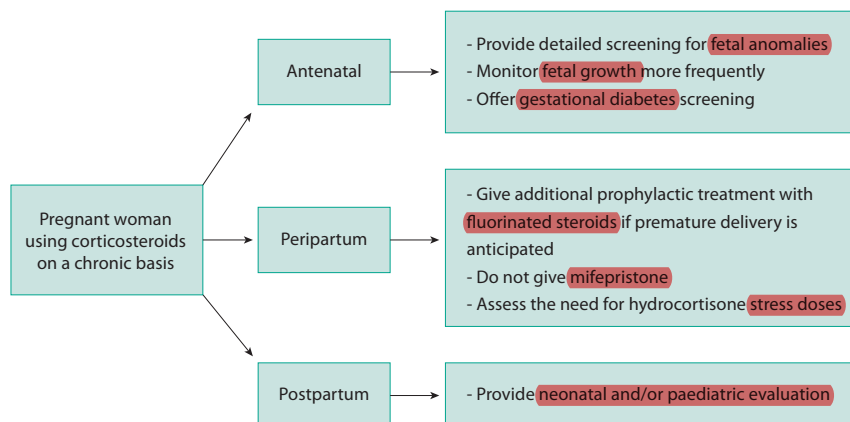 Pregnant woman
using corticosteroids
on a chronic basis
Antenatal
- Provide detailed screening for fetal anomalies
- Monitor fetal growth more frequently
- Offer gestational diabetes screening
Peripartum
- Give additional prophylactic treatment with
fluorinated steroids if premature delivery is
anticipated
- Do not give mifepristone
- Assess the need for hydrocortisone stress doses
Postpartum
- Provide neonatal and/or paediatric evaluation